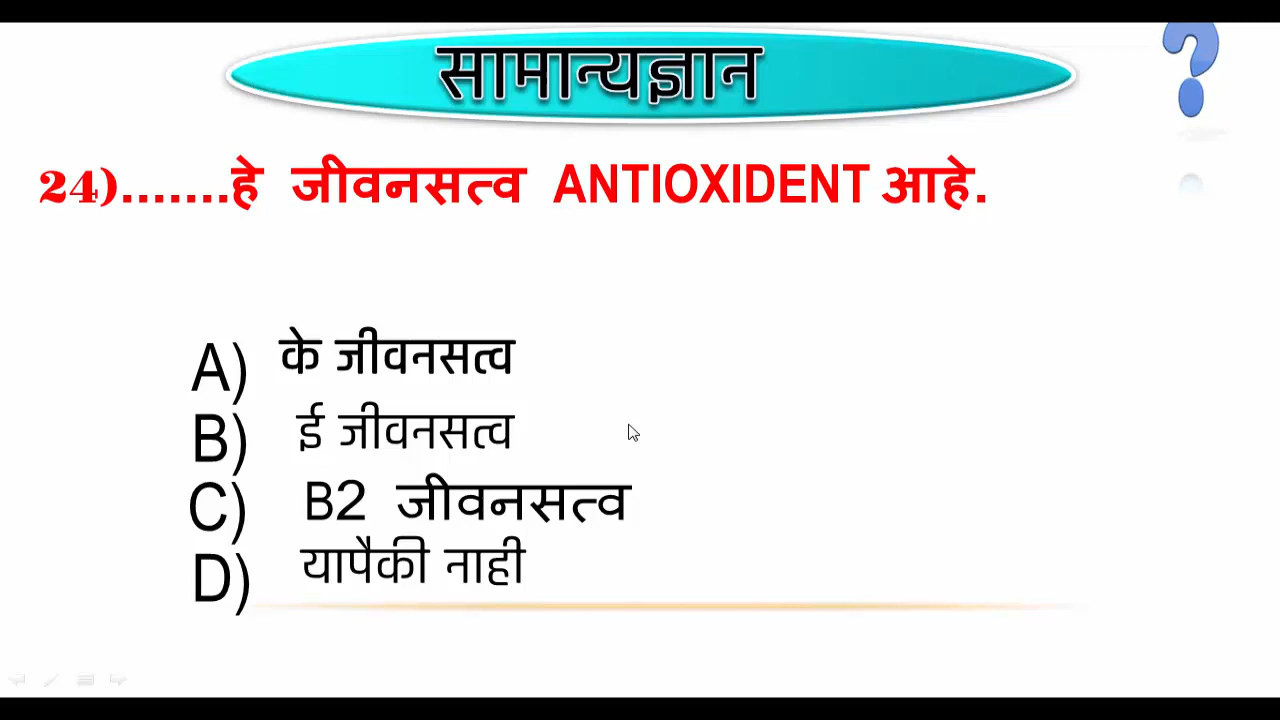 सामान्यज्ञान
24).......हे जीवनसत्व ANTIOXIDENT आहे.
A) के जीवनसत्व
B) ई जीवनसत्व
C) B2 जीवनसत्व
D) यापैकी नाही